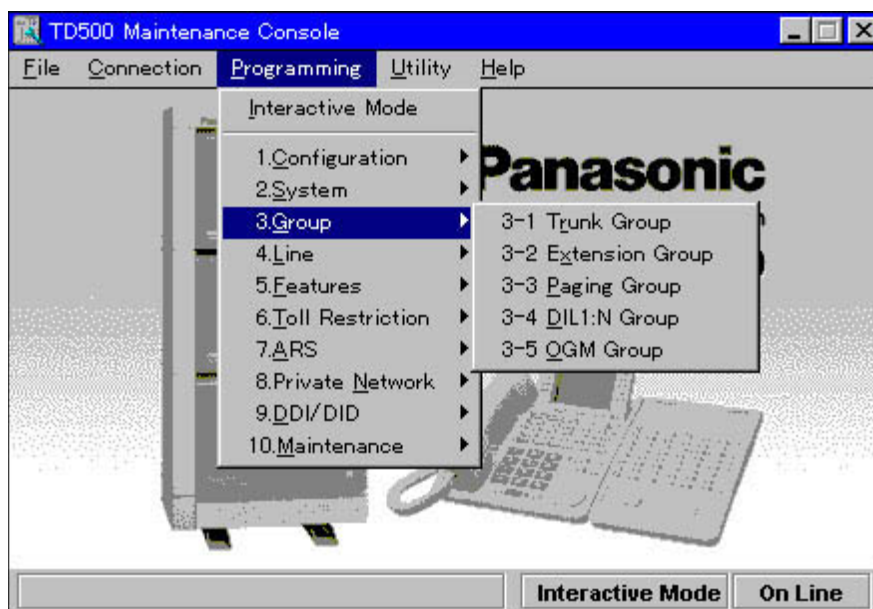 TD500 Maintenance Console
File Connection Programming Utility Help
Interactive Mode
1.Configuration
2.System
3.Group
4.Line
5.Features
6.Toll Restriction
7.ARS
8.Private Network
9.DDI/DID
10.Maintenance
3-1 Trunk Group
3-2 Extension Group
3-3 Paging Group
3-4 DIL1:N Group
3-5 OGM Group
Panasonic
Interactive Mode On Line